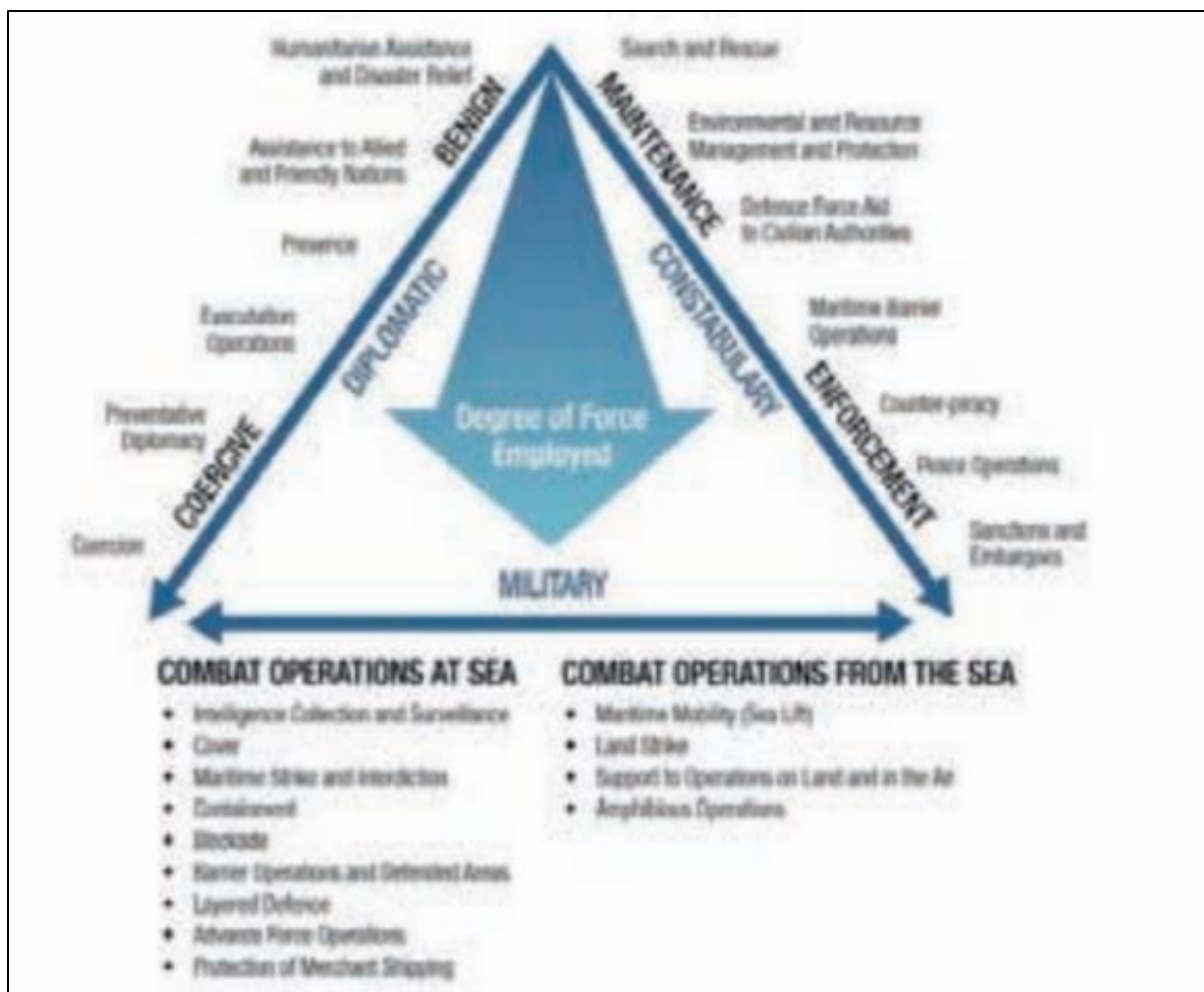 Humanitarian Assistance
and Disaster Relief
Search and Rescue
BENIGN
MAINTENANCE
Environmental and Resource
Management and Protection
Assistance to Allied
and Friendly Nations
Defence Force Aid
to Civilian Authorities
Presence
DIPLOMATIC
CONSTABULARY
Evacuation
Operations
Maritime Barrier
Operations
Preventative
Diplomacy
COERCIVE
Degree of Force
Employed
ENFORCEMENT
Counter-piracy
Peace Operations
Coersion
Sanctions and
Embargoes
MILITARY
COMBAT OPERATIONS AT SEA
• Intelligence Collection and Surveillance
• Cover
• Maritime Strike and Interdiction
• Containment
• Blockade
• Barrier Operations and Defended Areas
• Layered Defence
• Advance Force Operations
• Protection of Merchant Shipping
COMBAT OPERATIONS FROM THE SEA
• Maritime Mobility (Sea Lift)
• Land Strike
• Support to Operations on Land and in the Air
• Amphibious Operations